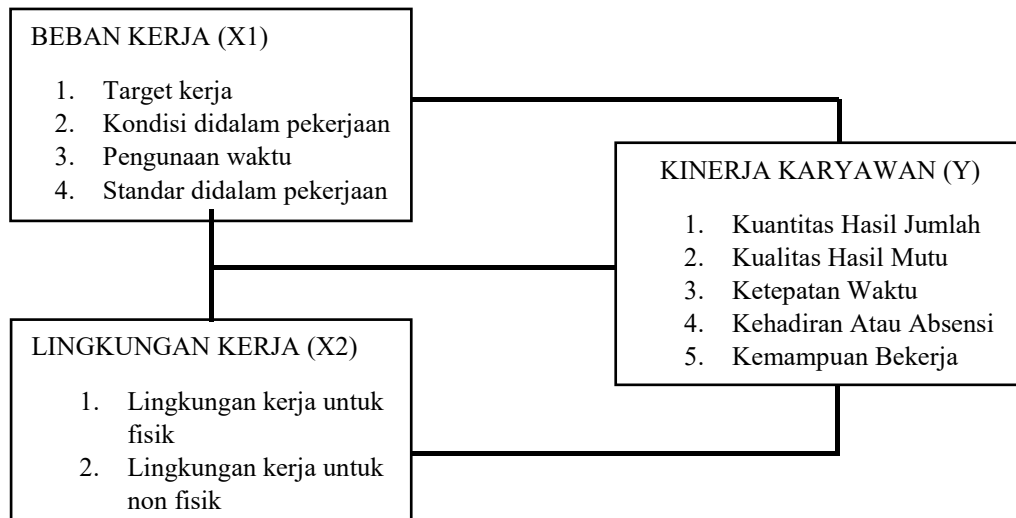 BEBAN KERJA (X1)
1. Target kerja
2. Kondisi didalam pekerjaan
3. Pengunaan waktu
4. Standar didalam pekerjaan
KINERJA KARYAWAN (Y)
1. Kuantitas Hasil Jumlah
2. Kualitas Hasil Mutu
3. Ketepatan Waktu
4. Kehadiran Atau Absensi
5. Kemampuan Bekerja
LINGKUNGAN KERJA (X2)
1. Lingkungan kerja untuk
fisik
2. Lingkungan kerja untuk
non fisik